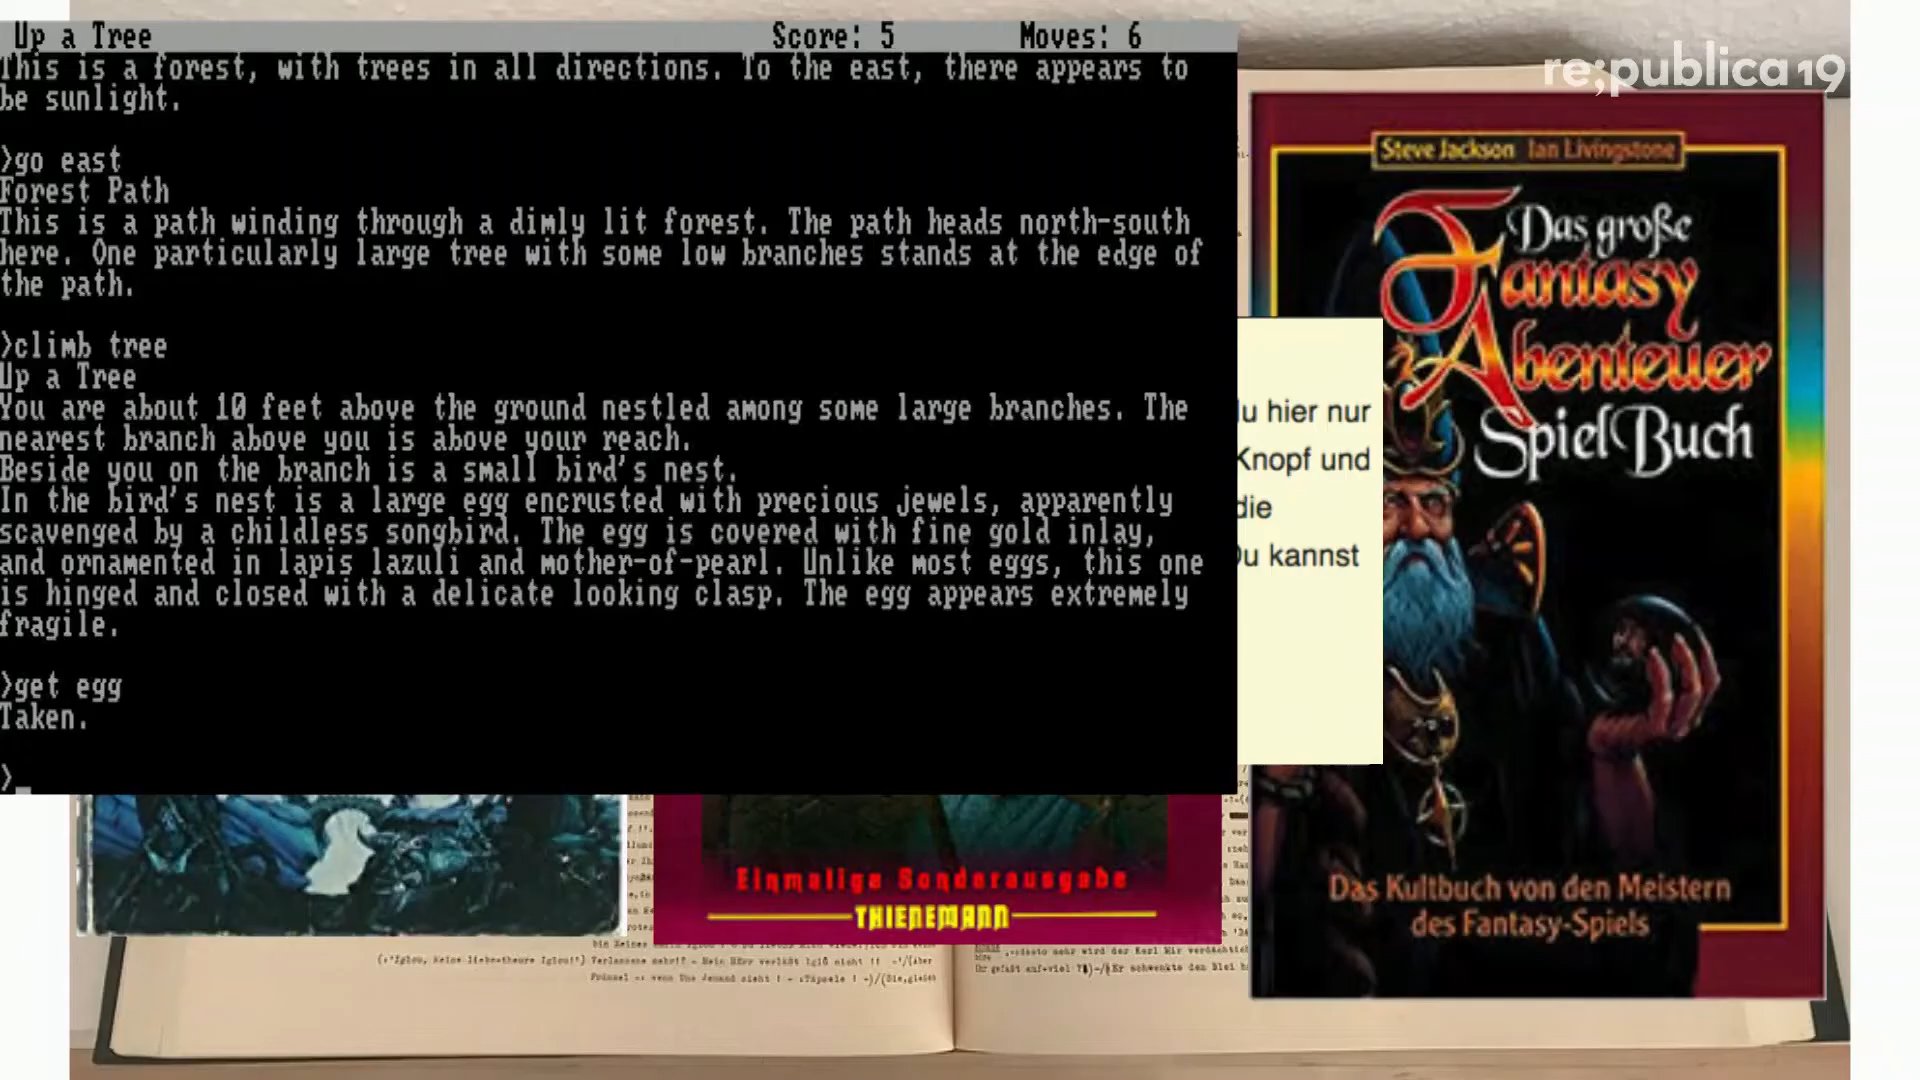 Up a Tree Score: 5 Moves: 6
This is a forest, with trees in all directions. To the east, there appears to
be sunlight.
>go east
Forest Path
This is a path winding through a dimly lit forest. The path heads north-south
here. One particularly large tree with some low branches stands at the edge of
the path.
>climb tree
Up a Tree
You are about 10 feet above the ground nestled among some large branches. The
nearest branch above you is above your reach.
Beside you on the branch is a small bird's nest.
In the bird's nest is a large egg encrusted with precious jewels, apparently
scavenged by a childless songbird. The egg is covered with fine gold inlay,
and ornamented in lapis lazuli and mother-of-pearl. Unlike most eggs, this one
is hinged and closed with a delicate looking clasp. The egg appears extremely
fragile.
>get egg
Taken.
>
re;publica19
Steve Jackson Ian Livingstone
Das große
Fantasy
Abenteuer
SpielBuch
hier nur
Knopf und
die
Du kannst
Das Kultbuch von den Meistern
des Fantasy-Spiels
Einmalige Sonderausgabe
THIENEMANN